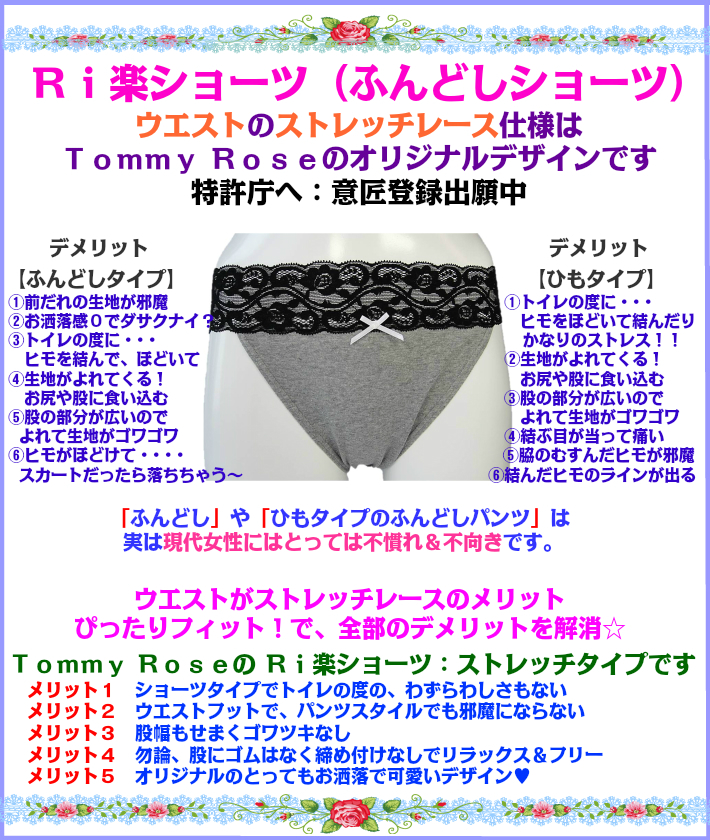 Ｒｉ楽ショーツ（ふんどしショーツ）
ウエストのストレッチレース仕様は
Ｔｏｍｍｙ Ｒｏｓｅのオリジナルデザインです
特許庁へ：意匠登録出願中
デメリット
【ふんどしタイプ】
①前だれの生地が邪魔
②お洒落感０でダサクナイ？
③トイレの度に・・・
ヒモを結んで、ほどいて
④生地がよれてくる！
お尻や股に食い込む
⑤股の部分が広いので
よれて生地がゴワゴワ
⑥ヒモがほどけて・・・・
スカートだったら落ちちゃう～
デメリット
【ひもタイプ】
①トイレの度に・・・
ヒモをほどいて結んだり
かなりのストレス！！
②生地がよれてくる！
お尻や股に食い込む
③股の部分が広いので
よれて生地がゴワゴワ
④結ぶ目が当って痛い
⑤脇のむすんだヒモが邪魔
⑥結んだヒモのラインが出る
「ふんどし」や「ひもタイプのふんどしパンツ」は
実は現代女性にはとっては不慣れ＆不向きです。
ウエストがストレッチレースのメリット
ぴったりフィット！で、全部のデメリットを解消☆
Ｔｏｍｍｙ Ｒｏｓｅの Ｒｉ楽ショーツ：ストレッチタイプです
メリット１ ショーツタイプでトイレの度の、わずらわしさもない
メリット２ ウエストフットで、パンツスタイルでも邪魔にならない
メリット３ 股幅もせまくゴワツキなし
メリット４ 勿論、股にゴムはなく締め付けなしでリラックス＆フリー
メリット５ オリジナルのとってもお洒落で可愛いデザイン♥